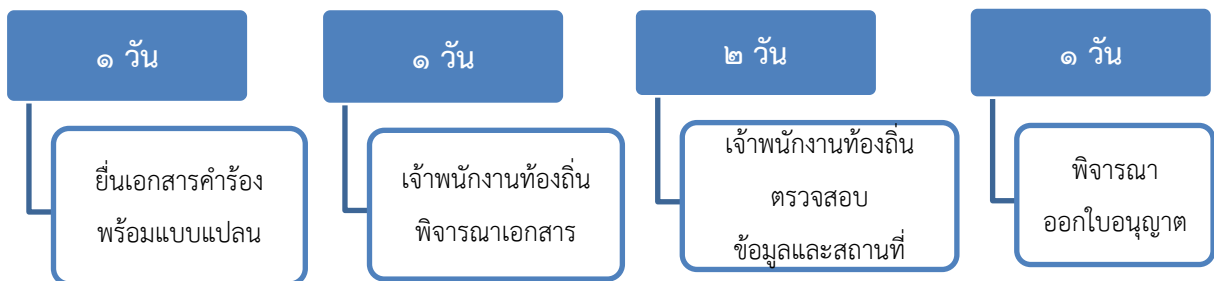 ๑ วัน
ยื่นเอกสารคำร้อง
พร้อมแบบแปลน
๑ วัน
เจ้าพนักงานท้องถิ่น
พิจารณาเอกสาร
๒ วัน
เจ้าพนักงานท้องถิ่น
ตรวจสอบ
ข้อมูลและสถานที่
๑ วัน
พิจารณา
ออกใบอนุญาต